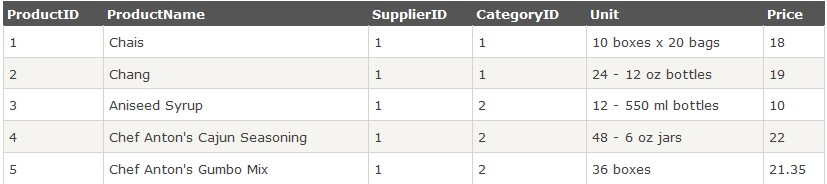 ProductID ProductName SupplierID CategoryID Unit Price
1 Chais 1 1 10 boxes x 20 bags 18
2 Chang 1 1 24 - 12 oz bottles 19
3 Aniseed Syrup 1 2 12 - 550 ml bottles 10
4 Chef Anton's Cajun Seasoning 1 2 48 - 6 oz jars 22
5 Chef Anton's Gumbo Mix 1 2 36 boxes 21.35